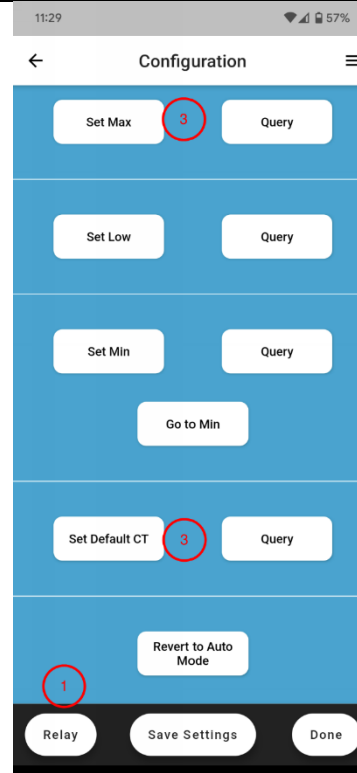 11:29 57%
Configuration
Set Max 3 Query
Set Low Query
Set Min Query
Go to Min
Set Default CT 3 Query
Revert to Auto
Mode
1
Relay Save Settings Done